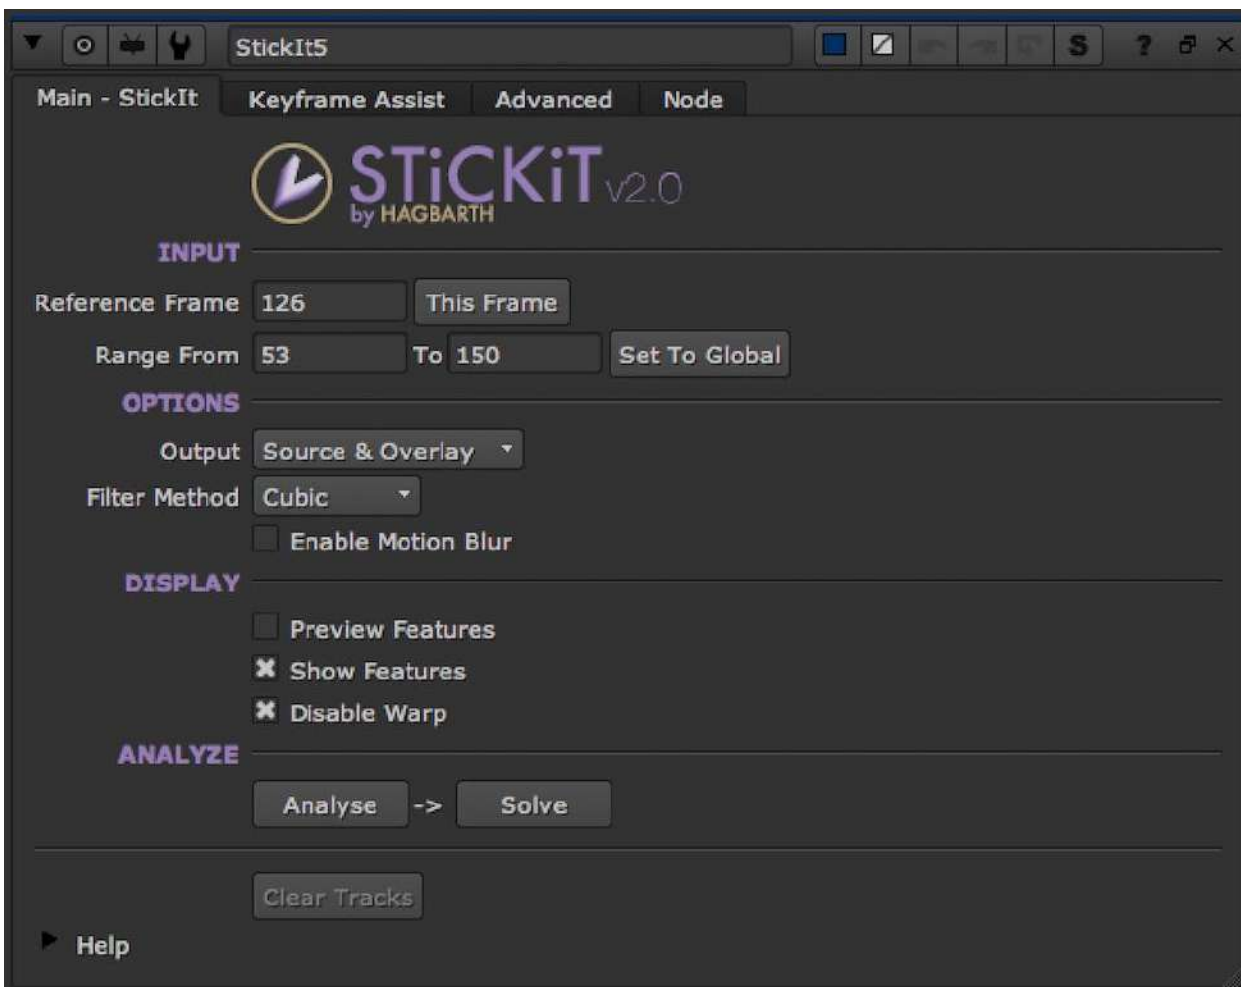 StickIt5 S ?
Main - StickIt Keyframe Assist Advanced Node
STiCKiT v2.0
by HAGBARTH
INPUT
Reference Frame 126 This Frame
Range From 53 To 150 Set To Global
OPTIONS
Output Source & Overlay
Filter Method Cubic
Enable Motion Blur
DISPLAY
Preview Features
Show Features
Disable Warp
ANALYZE
Analyse -> Solve
Clear Tracks
Help